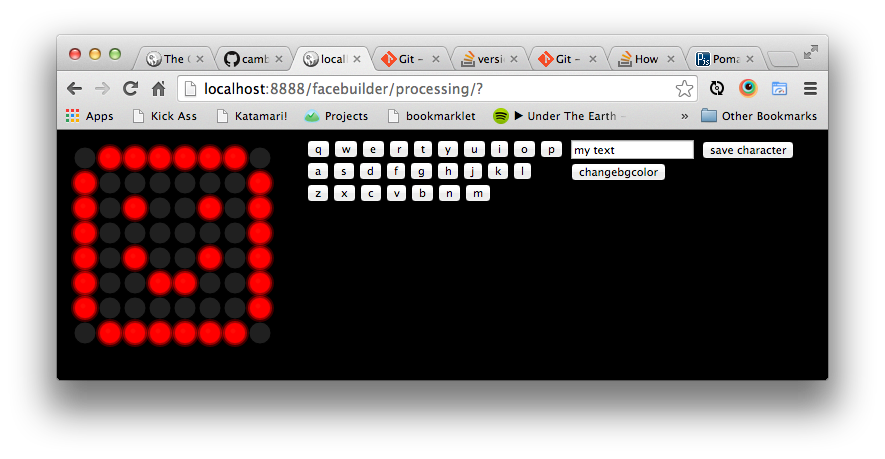 The camb local Git – versi Git – How Poma
localhost:8888/facebuilder/processing/?
Apps Kick Ass Katamari! Projects bookmarklet ▶ Under The Earth – » Other Bookmarks
q w e r t y u i o p my text save character
a s d f g h j k l changebgcolor
z x c v b n m